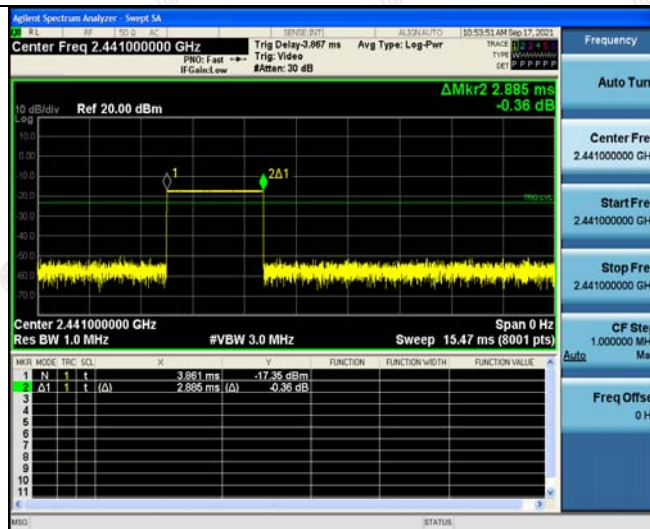 Agilent Spectrum Analyzer - Swept SA
RL RF 50 Ω AC SENSE:INT ALIGN AUTO 10:53:51 AM Sep 17, 2021
Center Freq 2.441000000 GHz
PNO: Fast
IFGain:Low
Trig Delay-3.867 ms
Trig: Video
#Atten: 30 dB
Avg Type: Log-Pwr
TRACE 1 2 3 4 5 6
TYPE
DET P P P P P P
ΔMkr2 2.885 ms
-0.36 dB
10 dB/div Ref 20.00 dBm
Log
10.0
0.00
-10.0
-20.0
-30.0
-40.0
-50.0
-60.0
-70.0
1
2Δ1
TRIG LVL
Center 2.441000000 GHz Span 0 Hz
Res BW 1.0 MHz #VBW 3.0 MHz Sweep 15.47 ms (8001 pts)
MKR MODE TRC SCL X Y FUNCTION FUNCTION WIDTH FUNCTION VALUE
1 N 1 t 3.861 ms -17.35 dBm
2 Δ1 1 t (Δ) 2.885 ms (Δ) -0.36 dB
3
4
5
6
7
8
9
10
11
MSG STATUS
Frequency
Auto Tun
Center Fre
2.441000000 GH
Start Fre
2.441000000 GH
Stop Fre
2.441000000 GH
CF Ste
1.000000 MH
Auto Ma
Freq Offse
0 H